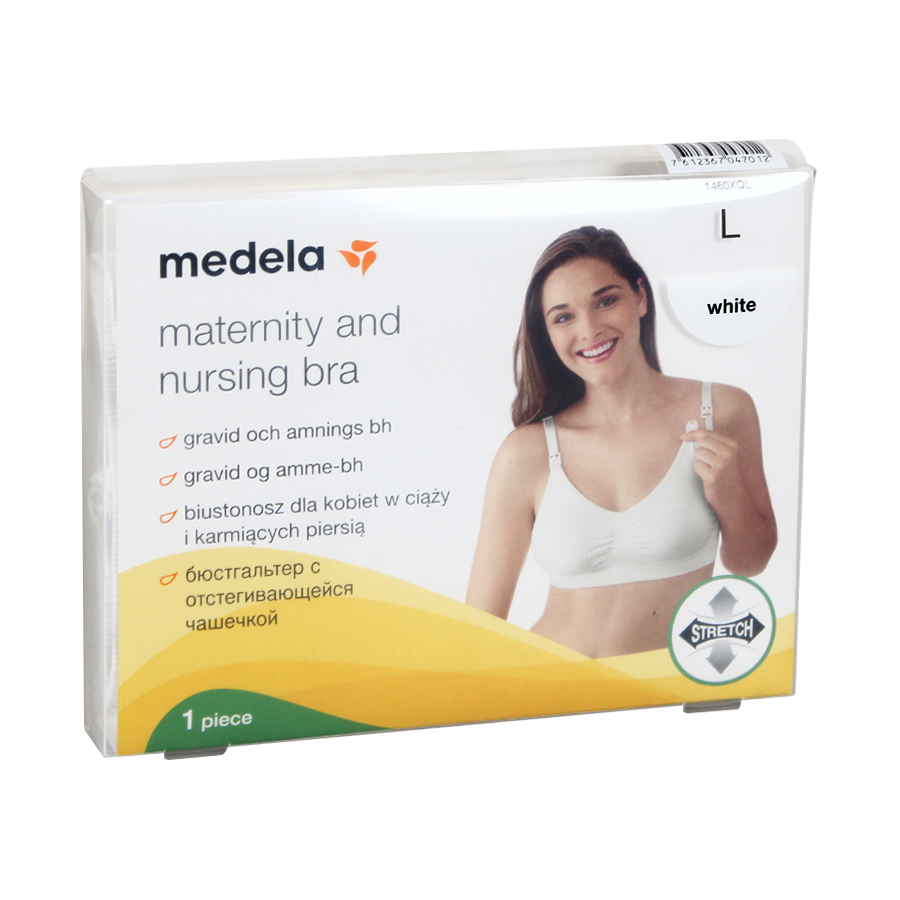 7 612367 047012
1460XQL
L
white
medela
maternity and
nursing bra
gravid och amnings bh
gravid og amme-bh
biustonosz dla kobiet w ciąży
i karmiących piersią
бюстгальтер с
отстегивающейся
чашечкой
STRETCH
1 piece